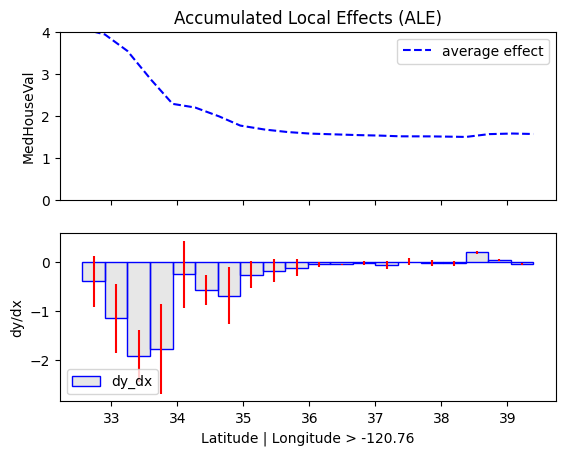 Accumulated Local Effects (ALE)
4
3
2
1
0
MedHouseVal
average effect
0
−1
−2
dy/dx
dy_dx
33 34 35 36 37 38 39
Latitude | Longitude > -120.76